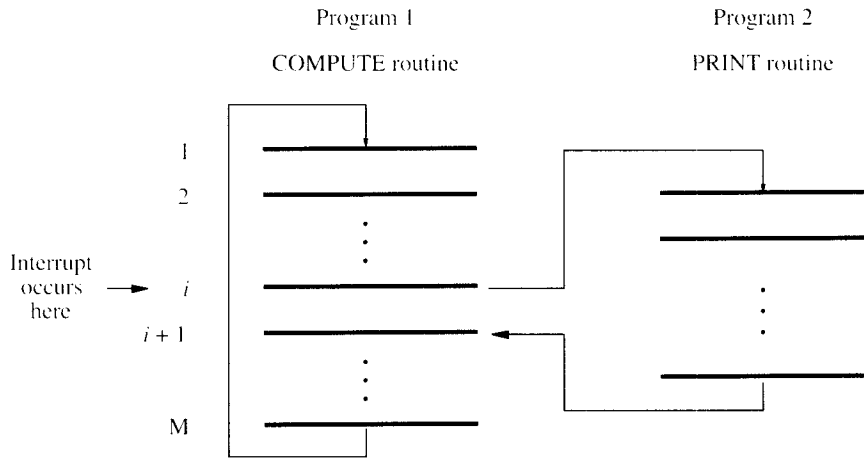 Program 1
Program 2
COMPUTE routine
PRINT routine
1
2
Interrupt
occurs
here
i
i + 1
M